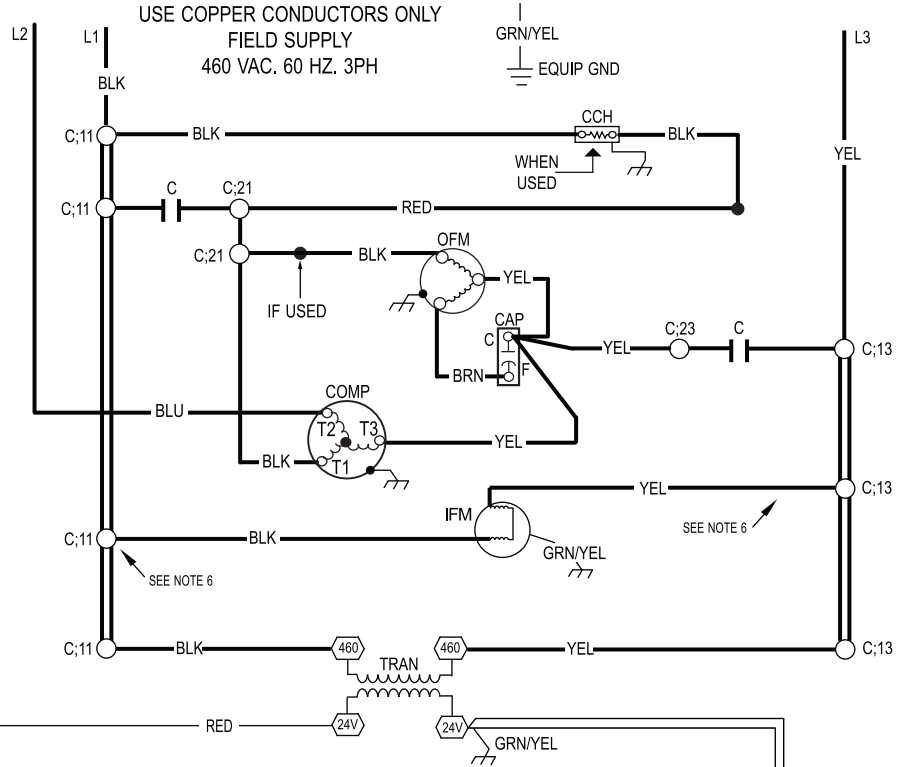 USE COPPER CONDUCTORS ONLY
FIELD SUPPLY
460 VAC. 60 HZ. 3PH
L2
L1
L3
GRN/YEL
EQUIP GND
BLK
C;11
BLK
CCH
BLK
WHEN
USED
YEL
C;11
C
C;21
RED
C;21
BLK
OFM
IF USED
YEL
CAP
C
F
BRN
YEL
C;23
C
C;13
COMP
BLU
T2
T3
T1
YEL
BLK
IFM
YEL
C;13
SEE NOTE 6
C;11
BLK
GRN/YEL
SEE NOTE 6
C;11
BLK
460
TRAN
460
YEL
C;13
RED
24V
24V
GRN/YEL